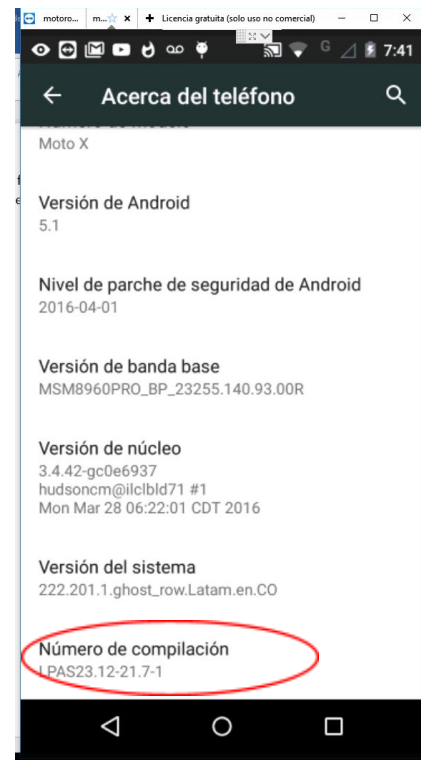 motoro...
m...
Licencia gratuita (solo uso no comercial)
G
7:41
Acerca del teléfono
Moto X
Versión de Android
5.1
Nivel de parche de seguridad de Android
2016-04-01
Versión de banda base
MSM8960PRO_BP_23255.140.93.00R
Versión de núcleo
3.4.42-gc0e6937
hudsoncm@ilclbld71 #1
Mon Mar 28 06:22:01 CDT 2016
Versión del sistema
222.201.1.ghost_row.Latam.en.CO
Número de compilación
LPAS23.12-21.7-1